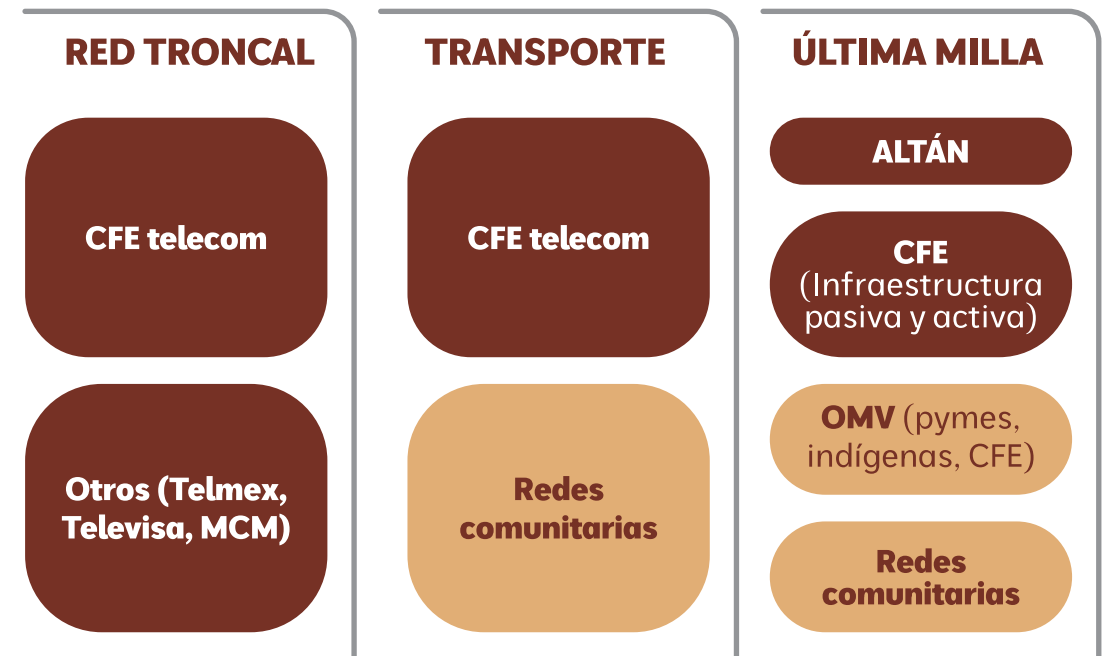 RED TRONCAL
CFE telecom
Otros (Telmex,
Televisa, MCM)
TRANSPORTE
CFE telecom
Redes
comunitarias
ÚLTIMA MILLA
ALTÁN
CFE
(Infraestructura
pasiva y activa)
OMV (pymes,
indígenas, CFE)
Redes
comunitarias